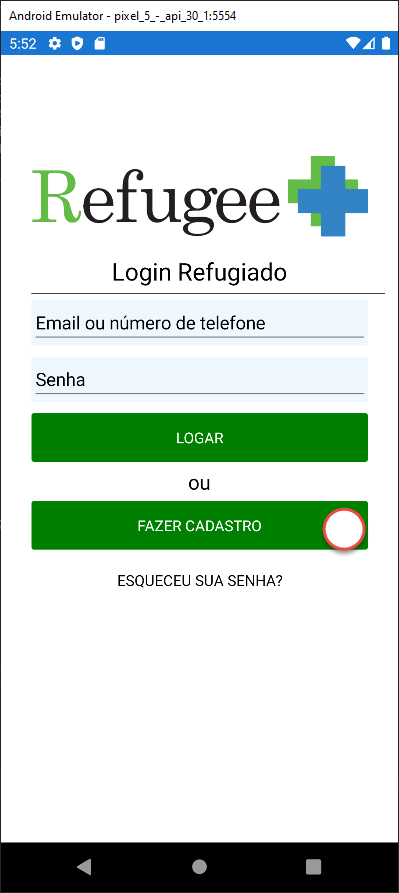 Android Emulator - pixel_5_-_api_30_1:5554
5:52
Refugee
Login Refugiado
Email ou número de telefone
Senha
LOGAR
ou
FAZER CADASTRO
ESQUECEU SUA SENHA?